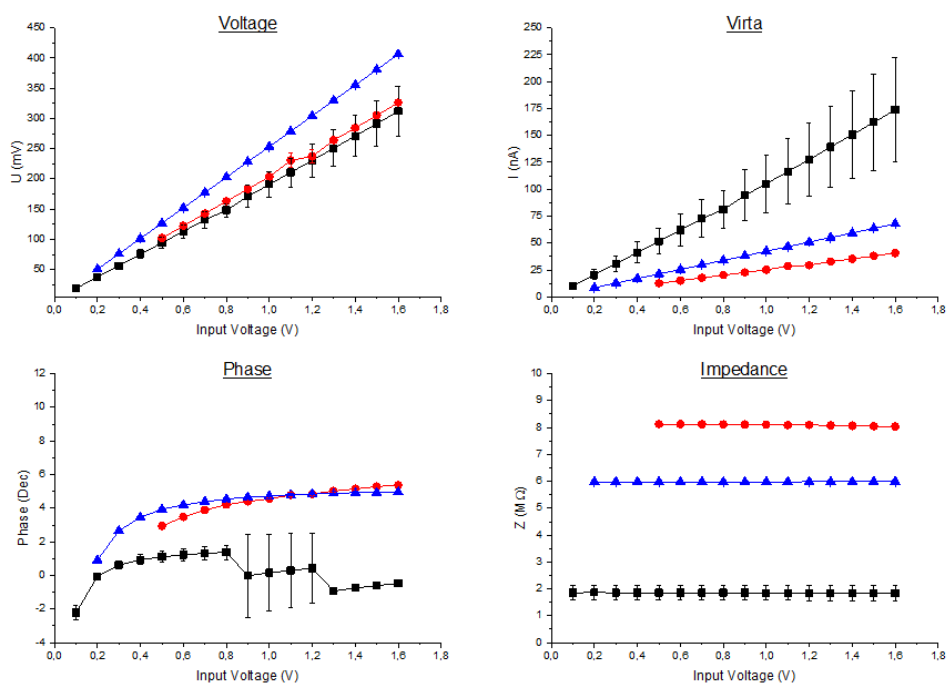 Voltage
450
400
350
300
250
200
150
100
50
U (mV)
0,0 0,2 0,4 0,6 0,8 1,0 1,2 1,4 1,6 1,8
Input Voltage (V)
Virta
250
225
200
175
150
125
100
75
50
25
0
I (nA)
0,0 0,2 0,4 0,6 0,8 1,0 1,2 1,4 1,6 1,8
Input Voltage (V)
Phase
12
10
8
6
4
2
0
-2
-4
Phase (Dec)
0,0 0,2 0,4 0,6 0,8 1,0 1,2 1,4 1,6 1,8
Input Voltage (V)
Impedance
10
9
8
7
6
5
4
3
2
1
0
Z (MΩ)
0,0 0,2 0,4 0,6 0,8 1,0 1,2 1,4 1,6 1,8
Input Voltage (V)